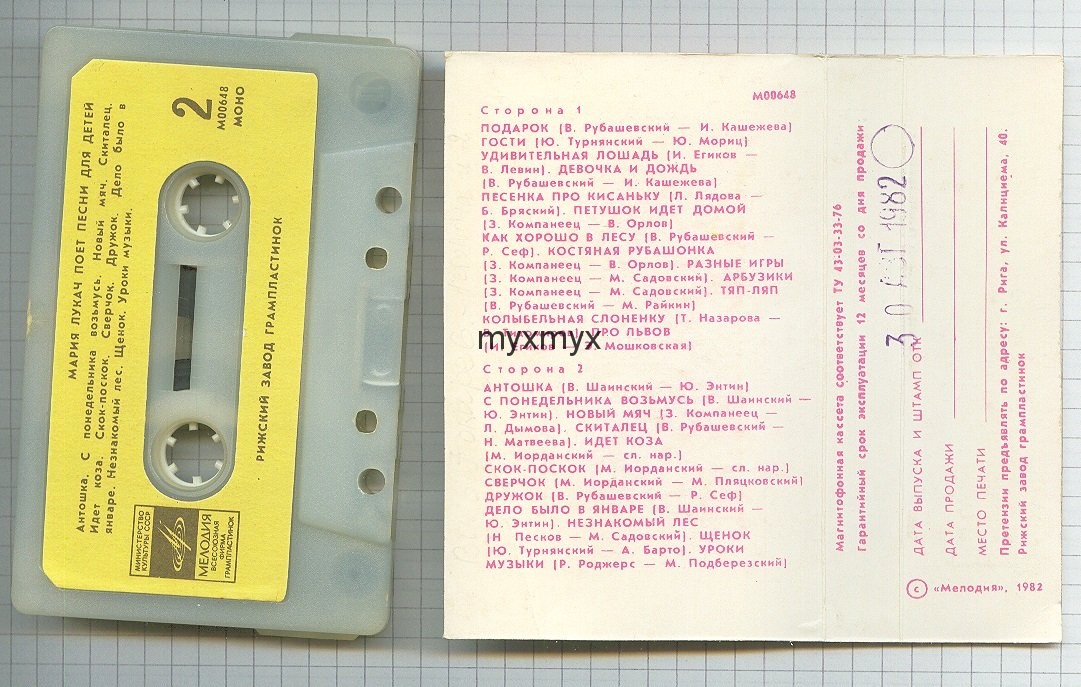 МАРИЯ ЛУКАЧ ПОЕТ ПЕСНИ ДЛЯ ДЕТЕЙ
Антошка. С понедельника возьмусь. Новый мяч. Скиталец.
Идет коза. Скок-поскок. Сверчок. Дружок. Дело было в
январе. Незнакомый лес. Щенок. Уроки музыки.
2
М00648
МОНО
РИЖСКИЙ ЗАВОД ГРАМПЛАСТИНОК
МИНИСТЕРСТВО
КУЛЬТУРЫ СССР
МЕЛОДИЯ
ВСЕСОЮЗНАЯ
ФИРМА
ГРАМПЛАСТИНОК
М00648
Сторона 1
ПОДАРОК (В. Рубашевский — И. Кашежева)
ГОСТИ (Ю. Турнянский — Ю. Мориц)
УДИВИТЕЛЬНАЯ ЛОШАДЬ (И. Егиков —
В. Левин). ДЕВОЧКА И ДОЖДЬ
(В. Рубашевский — И. Кашежева)
ПЕСЕНКА ПРО КИСАНЬКУ (Л. Лядова —
Б. Бряский). ПЕТУШОК ИДЕТ ДОМОЙ
(З. Компанеец — В. Орлов)
КАК ХОРОШО В ЛЕСУ (В. Рубашевский —
Р. Сеф). КОСТЯНАЯ РУБАШОНКА
(З. Компанеец — В. Орлов). РАЗНЫЕ ИГРЫ
(З. Компанеец — М. Садовский). АРБУЗИКИ
(З. Компанеец — М. Садовский). ТЯП-ЛЯП
(В. Рубашевский — М. Райкин)
КОЛЫБЕЛЬНАЯ СЛОНЕНКУ (Т. Назарова —
ПРО ЛЬВОВ
myxmyx
Мошковская)
Сторона 2
АНТОШКА (В. Шаинский — Ю. Энтин)
С ПОНЕДЕЛЬНИКА ВОЗЬМУСЬ (В. Шаинский —
Ю. Энтин). НОВЫЙ МЯЧ (З. Компанеец —
Л. Дымова). СКИТАЛЕЦ (В. Рубашевский —
Н. Матвеева). ИДЕТ КОЗА
(М. Иорданский — сл. нар.)
СКОК-ПОСКОК (М. Иорданский — сл. нар.)
СВЕРЧОК (М. Иорданский — М. Пляцковский)
ДРУЖОК (В. Рубашевский — Р. Сеф)
ДЕЛО БЫЛО В ЯНВАРЕ (В. Шаинский —
Ю. Энтин). НЕЗНАКОМЫЙ ЛЕС
(Н Песков — М. Садовский). ЩЕНОК
(Ю. Турнянский — А. Барто). УРОКИ
МУЗЫКИ (Р. Роджерс — М. Подберезский)
Магнитофонная кассета соответствует ТУ 43-03-33-76
Гарантийный срок эксплуатации 12 месяцев со дня продажи
ДАТА ВЫПУСКА И ШТАМП ОТК
30 АВГ 1982
ДАТА ПРОДАЖИ
МЕСТО ПЕЧАТИ
Претензии предъявлять по адресу: г. Рига, ул. Калнциема, 40.
Рижский завод грампластинок
с «Мелодия», 1982